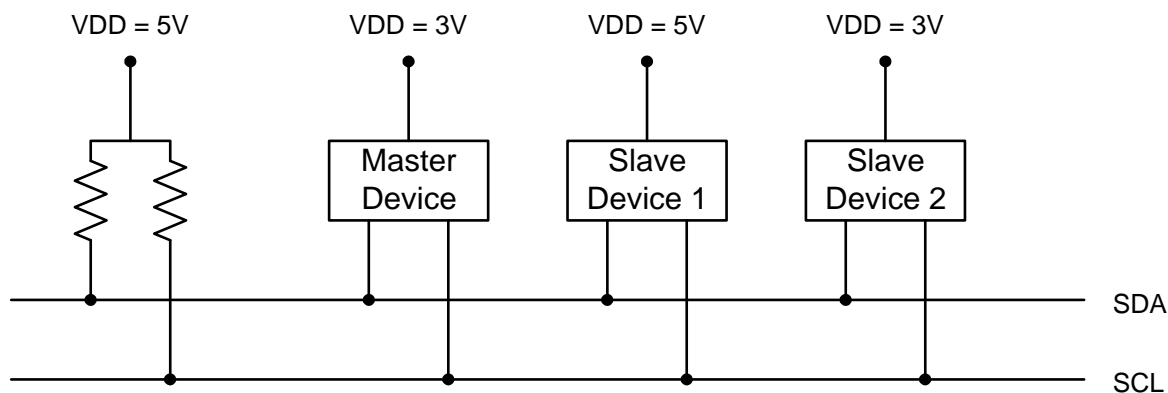 VDD = 5V
VDD = 3V
VDD = 5V
VDD = 3V
Master
Device
Slave
Device 1
Slave
Device 2
SDA
SCL